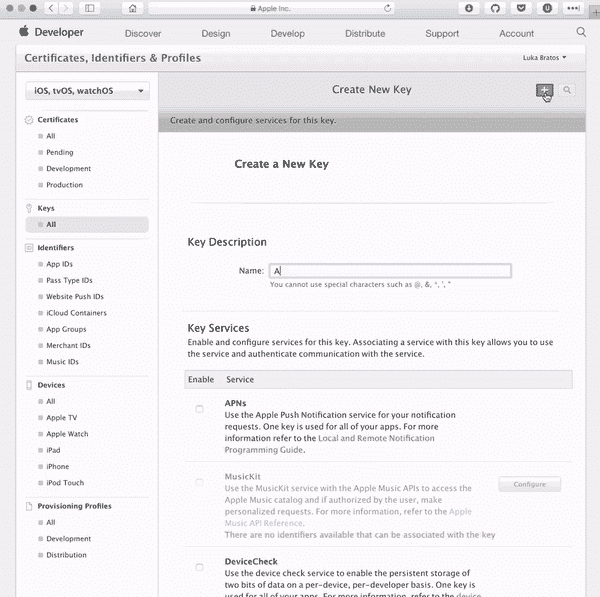 Apple Inc.
Developer
Discover
Design
Develop
Distribute
Support
Account
Certificates, Identifiers & Profiles
Luka Bratos
iOS, tvOS, watchOS
Certificates
All
Pending
Development
Production
Keys
All
Identifiers
App IDs
Pass Type IDs
Website Push IDs
iCloud Containers
App Groups
Merchant IDs
Music IDs
Devices
All
Apple TV
Apple Watch
iPad
iPhone
iPod Touch
Provisioning Profiles
All
Development
Distribution
Create New Key
Create and configure services for this key.
Create a New Key
Key Description
Name: A
You cannot use special characters such as @, &, *, ', "
Key Services
Enable and configure services for this key. Associating a service with this key allows you to use
the service and authenticate communication with the service.
Enable Service
APNs
Use the Apple Push Notification service for your notification
requests. One key is used for all of your apps. For more
information refer to the Local and Remote Notification
Programming Guide.
MusicKit
Use the MusicKit service with the Apple Music APIs to access the
Apple Music catalog and if authorized by the user, make
personalized requests. For more information, refer to the Apple
Music API Reference.
There are no identifiers available that can be associated with the key
Configure
DeviceCheck
Use the device check service to enable the persistent storage of
two bits of data on a per-device, per-developer basis. One key is
used for all of your apps. For more information refer to the device